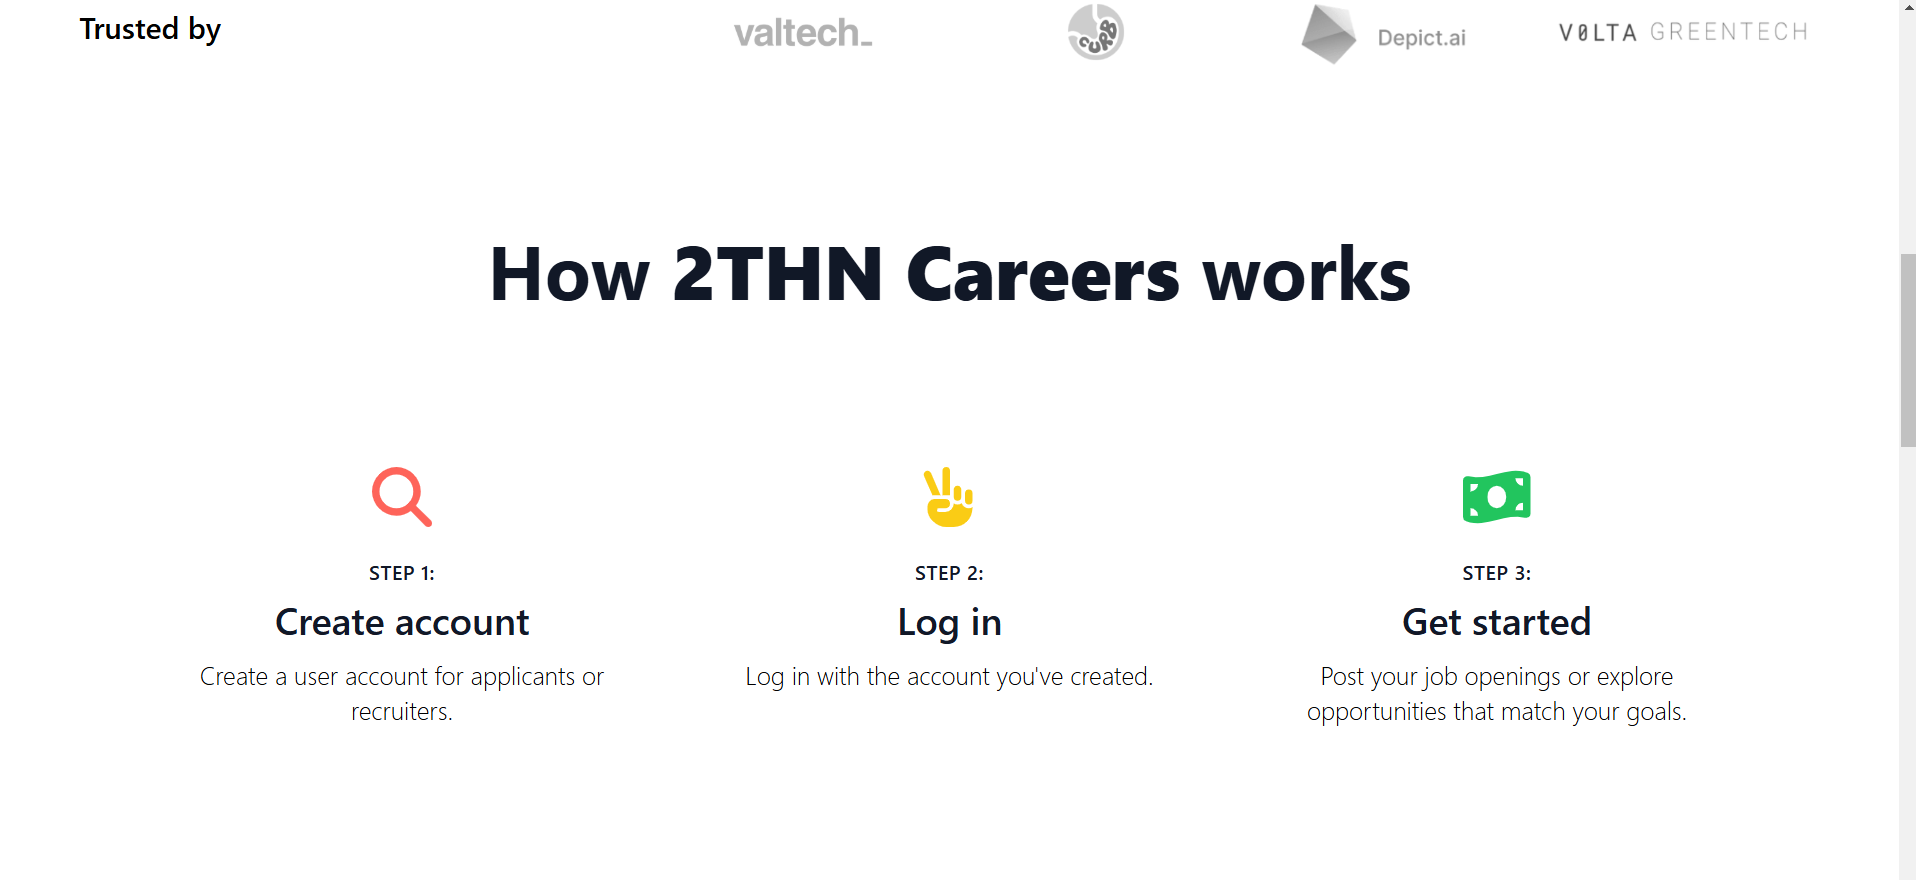 Trusted by
valtech_
CURB
Depict.ai
V0LTA GREENTECH
How 2THN Careers works
STEP 1:
Create account
Create a user account for applicants or
recruiters.
STEP 2:
Log in
Log in with the account you've created.
STEP 3:
Get started
Post your job openings or explore
opportunities that match your goals.